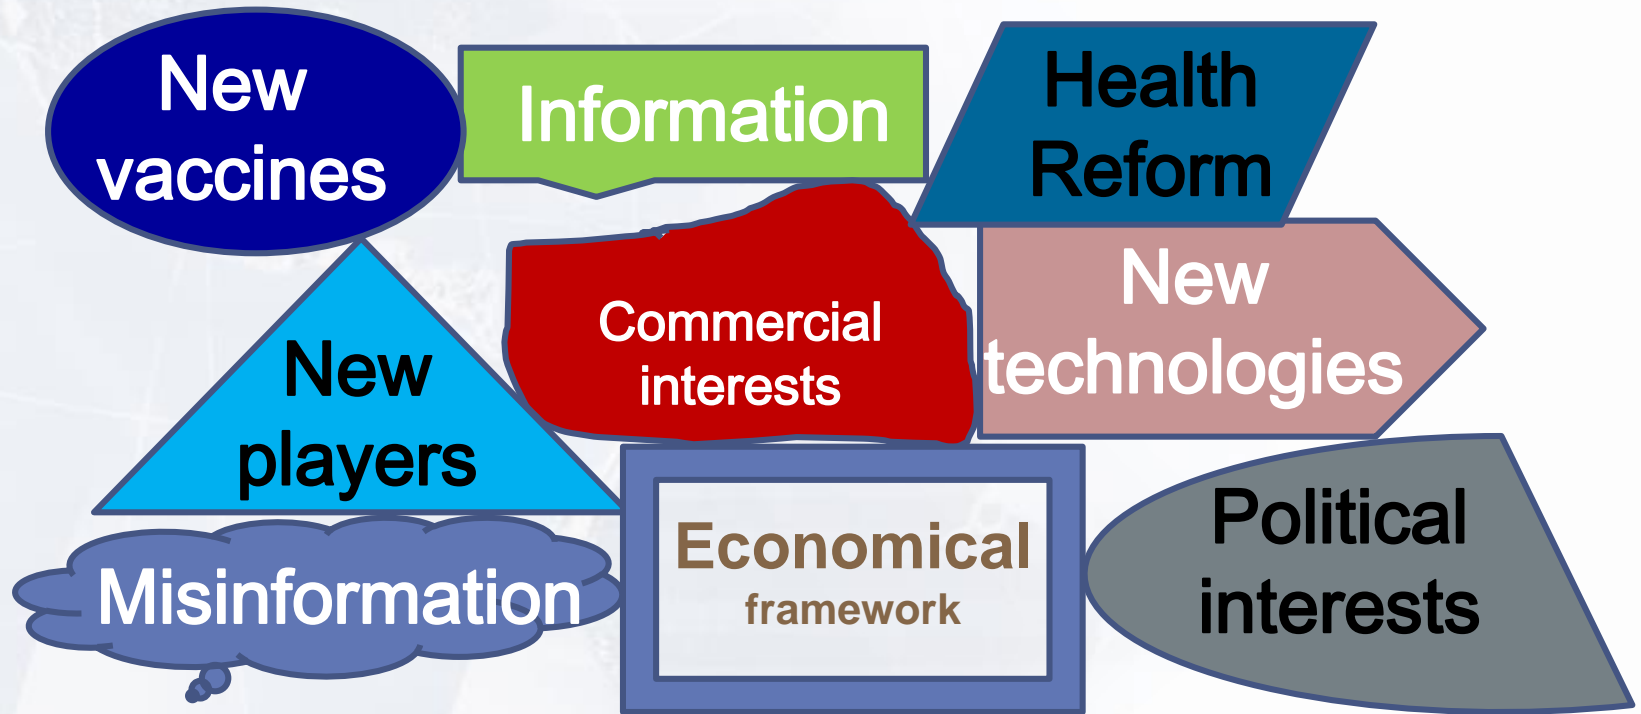 New
vaccines
Information
Health
Reform
New
players
Commercial
interests
New
technologies
Misinformation
Economical
framework
Political
interests